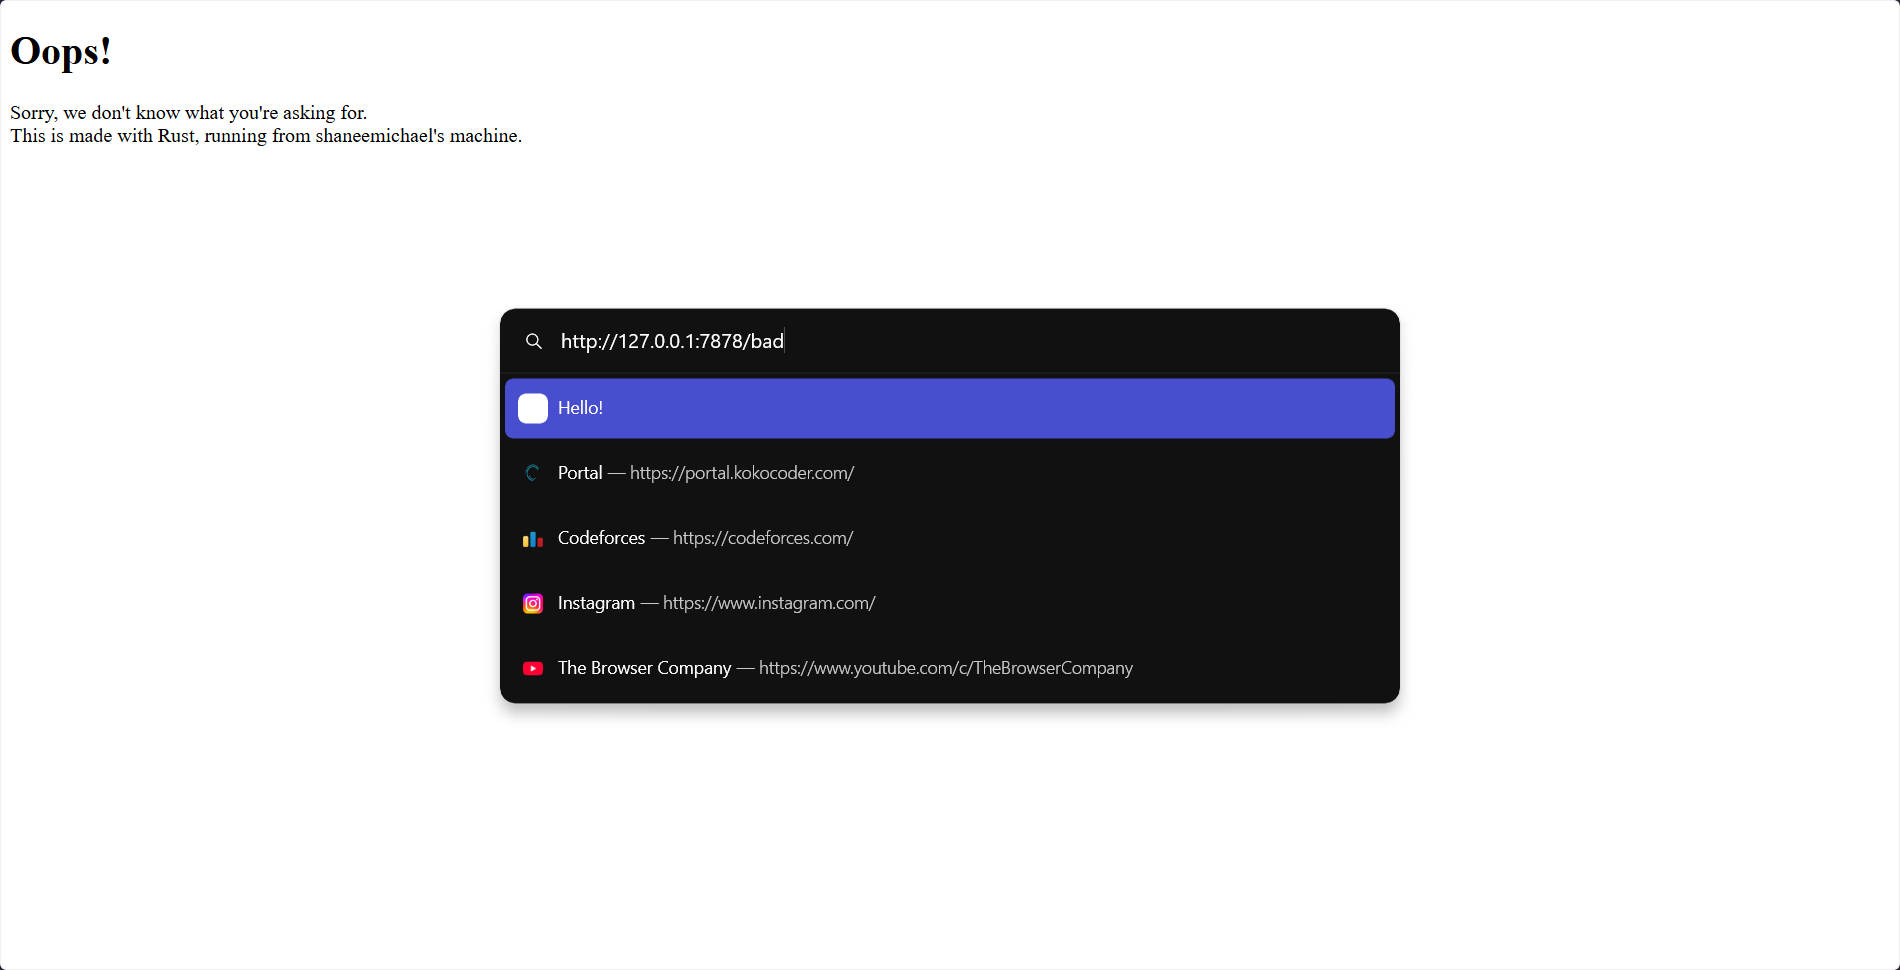 Oops!
Sorry, we don't know what you're asking for.
This is made with Rust, running from shaneemichael's machine.
http://127.0.0.1:7878/bad
Hello!
Portal — https://portal.kokocoder.com/
Codeforces — https://codeforces.com/
Instagram — https://www.instagram.com/
The Browser Company — https://www.youtube.com/c/TheBrowserCompany